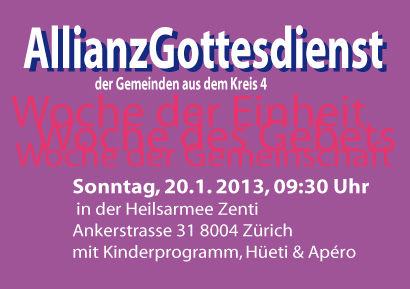 AllianzGottesdienst
der Gemeinden aus dem Kreis 4
Woche der Einheit
Woche des Gebets
Woche der Gemeinschaft
Sonntag, 20.1. 2013, 09:30 Uhr
in der Heilsarmee Zenti
Ankerstrasse 31 8004 Zürich
mit Kinderprogramm, Hüeti & Apéro